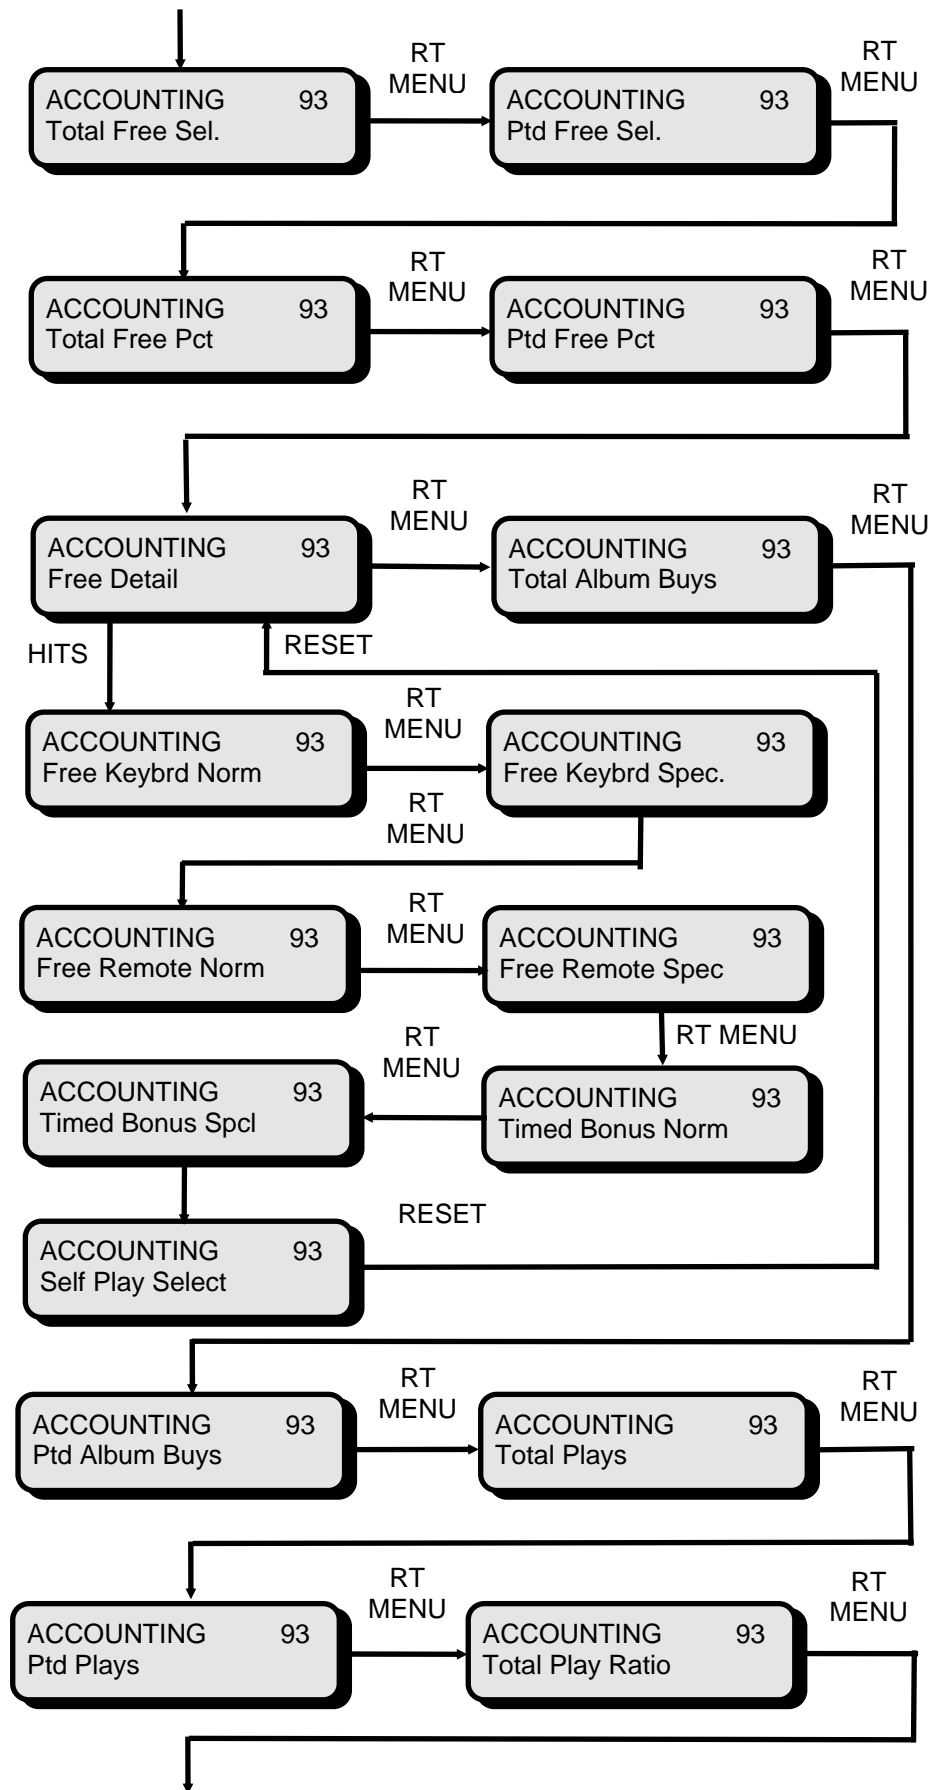 RT
MENU
RT
MENU
ACCOUNTING 93
Total Free Sel.
ACCOUNTING 93
Ptd Free Sel.
RT
MENU
RT
MENU
ACCOUNTING 93
Total Free Pct
ACCOUNTING 93
Ptd Free Pct
RT
MENU
RT
MENU
ACCOUNTING 93
Free Detail
ACCOUNTING 93
Total Album Buys
HITS
RESET
RT
MENU
ACCOUNTING 93
Free Keybrd Norm
ACCOUNTING 93
Free Keybrd Spec.
RT
MENU
RT
MENU
ACCOUNTING 93
Free Remote Norm
ACCOUNTING 93
Free Remote Spec
RT MENU
RT
MENU
ACCOUNTING 93
Timed Bonus Spcl
ACCOUNTING 93
Timed Bonus Norm
RESET
ACCOUNTING 93
Self Play Select
RT
MENU
RT
MENU
ACCOUNTING 93
Ptd Album Buys
ACCOUNTING 93
Total Plays
RT
MENU
RT
MENU
ACCOUNTING 93
Ptd Plays
ACCOUNTING 93
Total Play Ratio